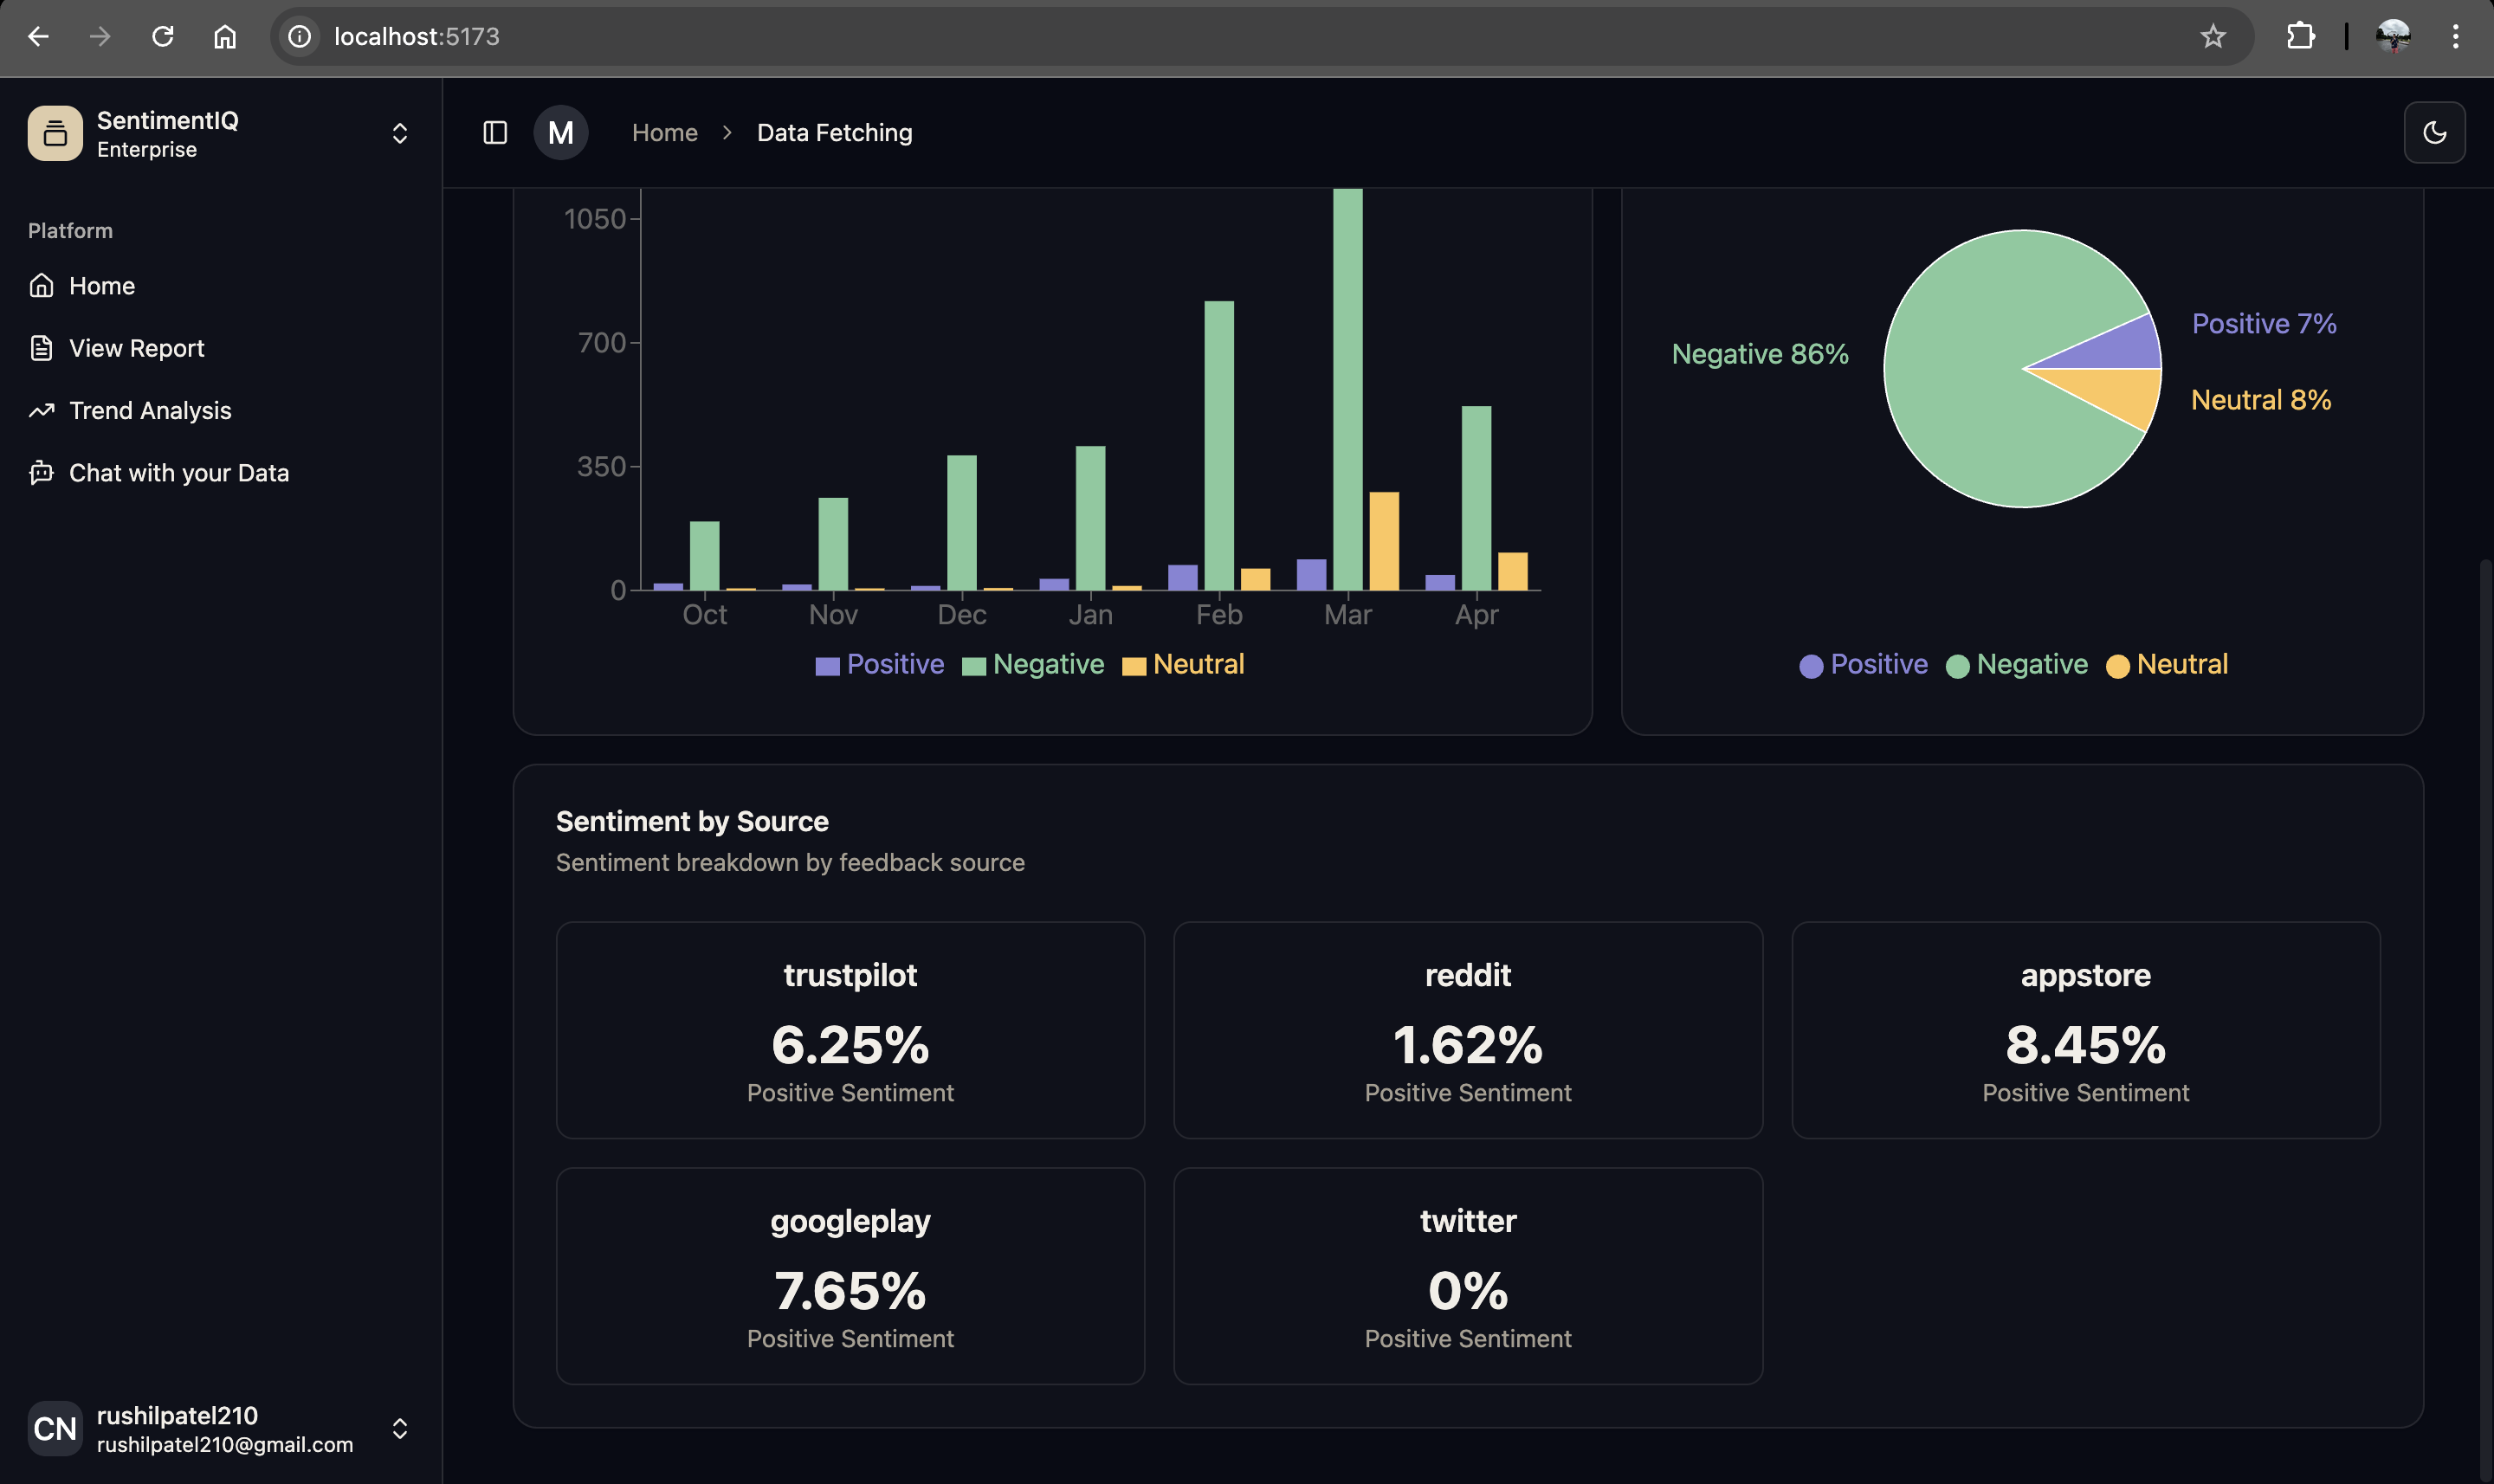 localhost:5173
SentimentIQ
Enterprise
Platform
Home
View Report
Trend Analysis
Chat with your Data
CN
rushilpatel210
rushilpatel210@gmail.com
M
Home
Data Fetching
1050
700
350
0
Oct Nov Dec Jan Feb Mar Apr
Positive Negative Neutral
Negative 86%
Positive 7%
Neutral 8%
Positive Negative Neutral
Sentiment by Source
Sentiment breakdown by feedback source
trustpilot
6.25%
Positive Sentiment
reddit
1.62%
Positive Sentiment
appstore
8.45%
Positive Sentiment
googleplay
7.65%
Positive Sentiment
twitter
0%
Positive Sentiment